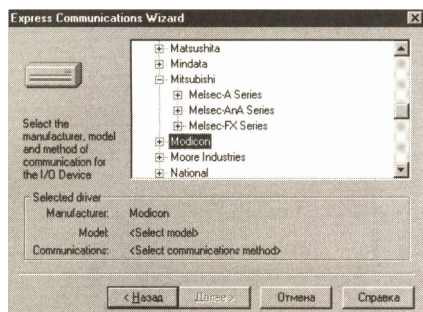 Express Communications Wizard
Matsushita
Mindata
Mitsubishi
Melsec-A Series
Melsec-AnA Series
Melsec-FX Series
Modicon
Moore Industries
National
Select the
manufacturer, model
and method of
communication for
the I/O Device
Selected driver
Manufacturer: Modicon
Model: <Select model>
Communications: <Select communications method>
< Назад
Далее >
Отмена
Справка